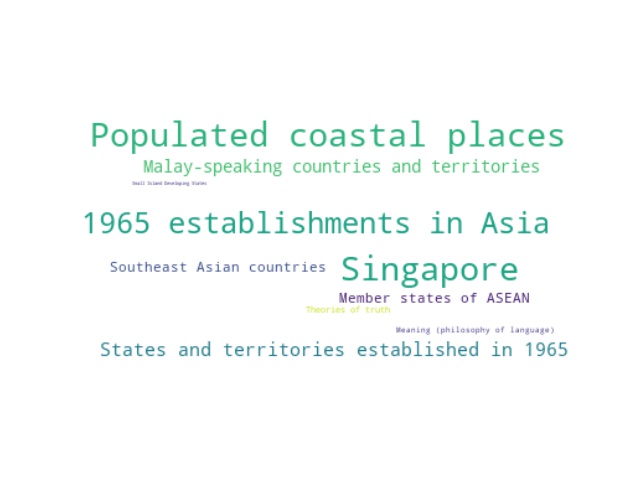 Populated coastal places
Malay-speaking countries and territories
Small Island Developing States
1965 establishments in Asia
Southeast Asian countries
Singapore
Member states of ASEAN
Theories of truth
Meaning (philosophy of language)
States and territories established in 1965